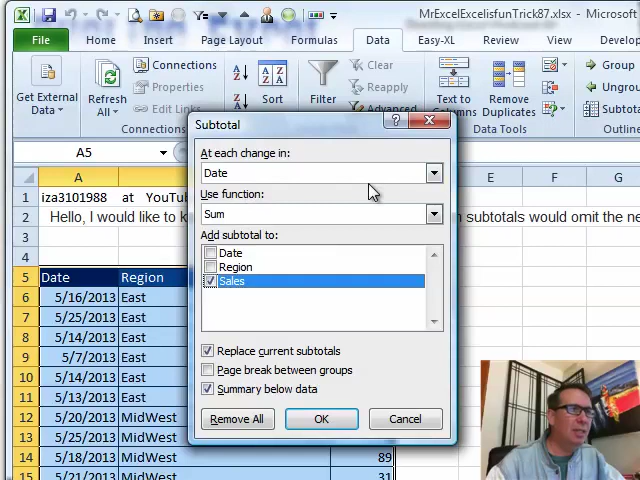 MrExcelExcelisfunTrick87.xlsx - Microsoft
File Home Insert Page Layout Formulas Data Easy-XL Review View Develo
Get External Data
Refresh All
Connections
Properties
Edit Links
Connections
Sort
Filter
Clear
Reapply
Advanced
Text to Columns
Remove Duplicates
Data Tools
Group
Ungrou
Subtota
Outline
A5
A E F G
1 iza3101988 at YouTub
2 Hello, I would like to k n subtotals would omit the ne
3
4
5 Date Region
6 5/16/2013 East
7 5/25/2013 East
8 5/14/2013 East
9 5/7/2013 East
10 5/14/2013 East
11 5/13/2013 East
12 5/20/2013 MidWest
13 5/25/2013 MidWest
14 5/18/2013 MidWest 89
15 5/21/2013 MidWest 31
Subtotal
At each change in:
Date
Use function:
Sum
Add subtotal to:
Date
Region
Sales
Replace current subtotals
Page break between groups
Summary below data
Remove All
OK
Cancel